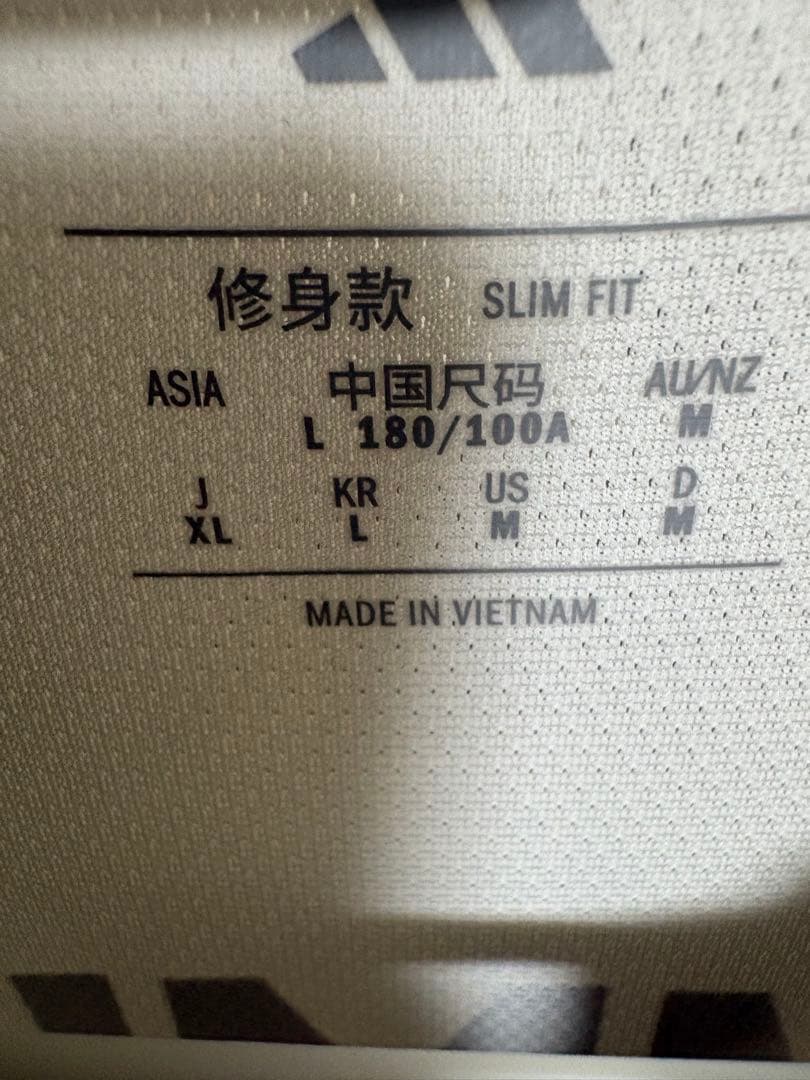 修身款 SLIM FIT
ASIA 中国尺码 AU/NZ
L 180/100A M
J KR US D
XL L M M
MADE IN VIETNAM